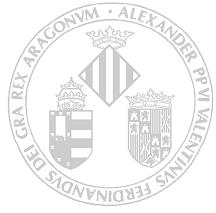 ALEXANDER PP VI VALENTINVS
FERDINANDVS DEI GRA REX ARAGONVM